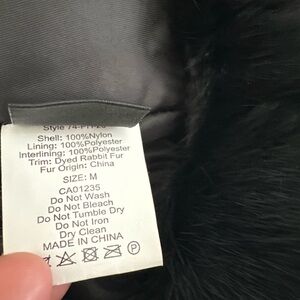 Style
Shell: 100%Nylon
Lining: 100%Polyester
Interlining: 100%Polyester
Trim: Dyed Rabbit Fur
Fur Origin: China
SIZE: M
CA01235
Do Not Wash
Do Not Bleach
Do Not Tumble Dry
Do Not Iron
Dry Clean
MADE IN CHINA
P